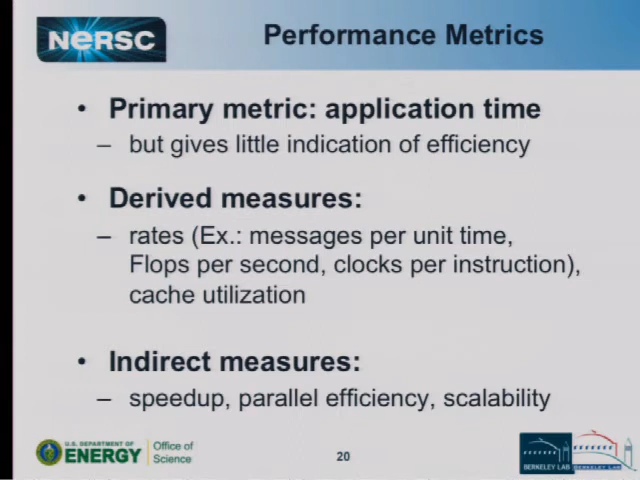 NERSC
Performance Metrics
• Primary metric: application time
– but gives little indication of efficiency
• Derived measures:
– rates (Ex.: messages per unit time,
Flops per second, clocks per instruction),
cache utilization
• Indirect measures:
– speedup, parallel efficiency, scalability
U.S. DEPARTMENT OF
ENERGY
Office of
Science
20
BERKELEY LAB
BERKELEY LAB